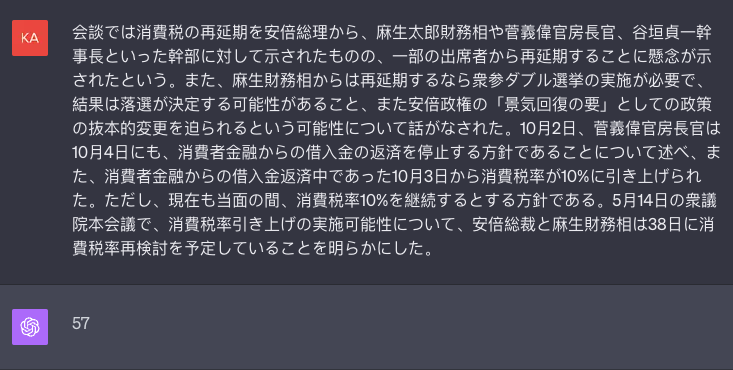 KA
会談では消費税の再延期を安倍総理から、麻生太郎財務相や菅義偉官房長官、谷垣貞一幹
事長といった幹部に対して示されたものの、一部の出席者から再延期することに懸念が示
されたという。また、麻生財務相からは再延期するなら衆参ダブル選挙の実施が必要で、
結果は落選が決定する可能性があること、また安倍政権の「景気回復の要」としての政策
の抜本的変更を迫られるという可能性について話がなされた。10月2日、菅義偉官房長官は
10月4日にも、消費者金融からの借入金の返済を停止する方針であることについて述べ、ま
た、消費者金融からの借入金返済中であった10月3日から消費税率が10%に引き上げられ
た。ただし、現在も当面の間、消費税率10%を継続するとする方針である。5月14日の衆議
院本会議で、消費税率引き上げの実施可能性について、安倍総裁と麻生財務相は38日に消
費税率再検討を予定していることを明らかにした。
57